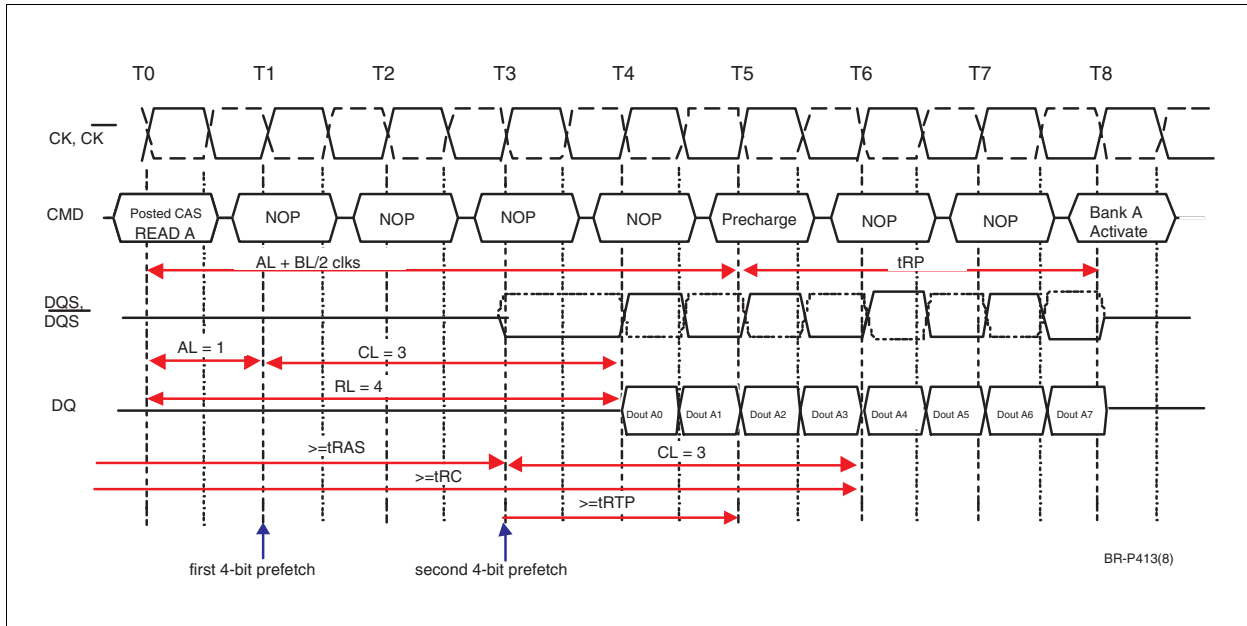 T0 T1 T2 T3 T4 T5 T6 T7 T8
CK, CK
CMD
Posted CAS
READ A
NOP
NOP
NOP
NOP
Precharge
NOP
NOP
Bank A
Activate
AL + BL/2 clks
tRP
DQS,
DQS
AL = 1
CL = 3
RL = 4
DQ
Dout A0 Dout A1 Dout A2 Dout A3 Dout A4 Dout A5 Dout A6 Dout A7
>=tRAS
CL = 3
>=tRC
>=tRTP
first 4-bit prefetch
second 4-bit prefetch
BR-P413(8)